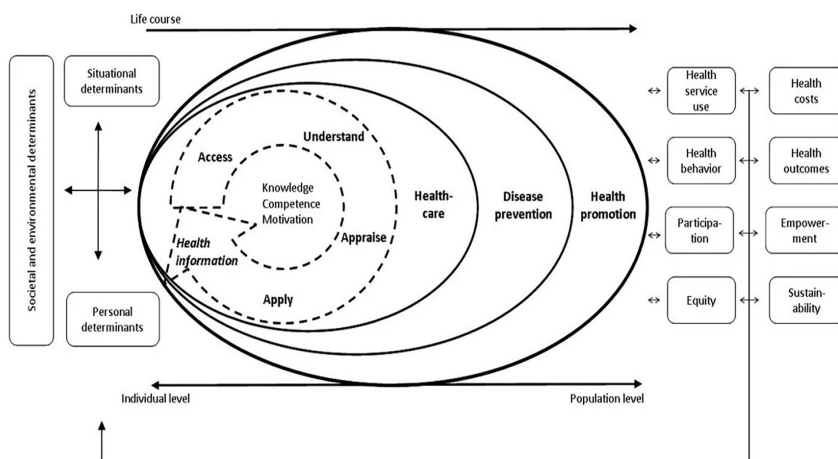 Life course
Societal and environmental determinants
Situational
determinants
Personal
determinants
Access
Understand
Knowledge
Competence
Motivation
Health
information
Appraise
Apply
Health-
care
Disease
prevention
Health
promotion
Individual level
Population level
Health
service
use
Health
costs
Health
behavior
Health
outcomes
Participa-
tion
Empower-
ment
Equity
Sustain-
ability